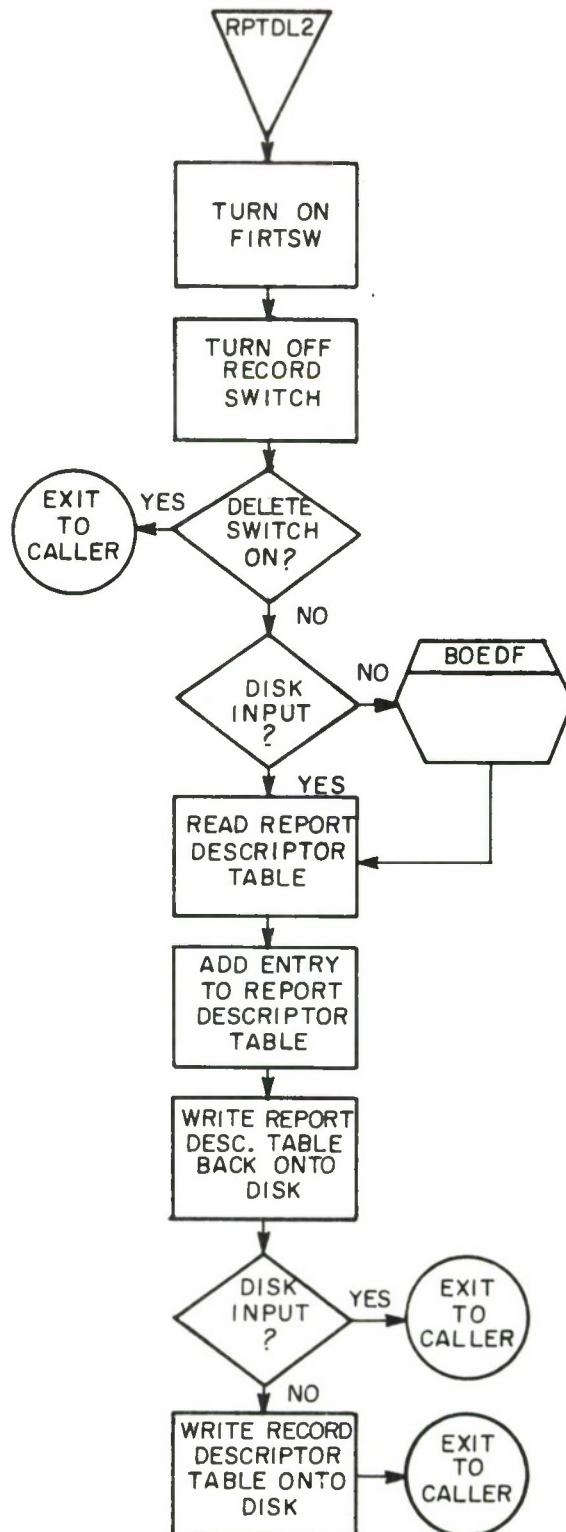 RPTDL2
TURN ON
FIRTSW
TURN OFF
RECORD
SWITCH
DELETE
SWITCH
ON?
YES
EXIT
TO
CALLER
NO
DISK
INPUT
?
NO
BOEDF
YES
READ REPORT
DESCRIPTOR
TABLE
ADD ENTRY
TO REPORT
DESCRIPTOR
TABLE
WRITE REPORT
DESC. TABLE
BACK ONTO
DISK
DISK
INPUT
?
YES
EXIT
TO
CALLER
NO
WRITE RECORD
DESCRIPTOR
TABLE ONTO
DISK
EXIT
TO
CALLER